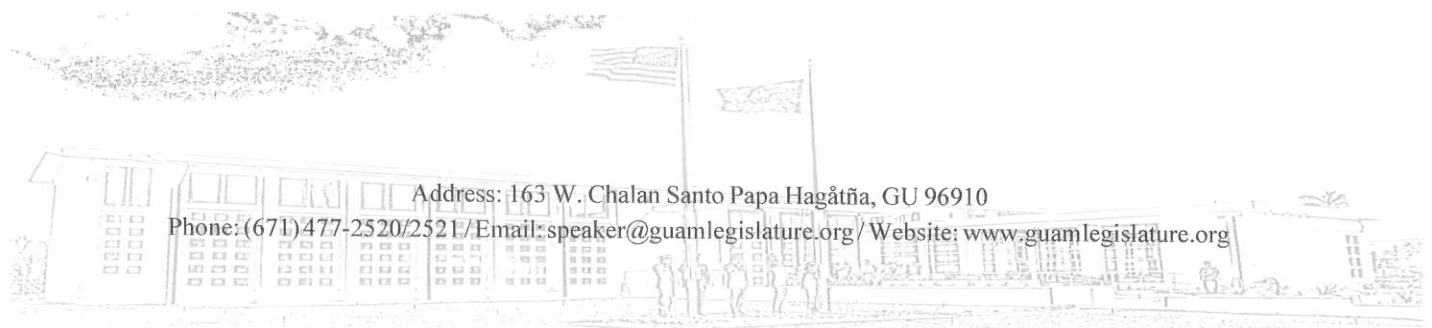 Address: 163 W. Chalan Santo Papa Hagåtña, GU 96910
Phone: (671)477-2520/2521/Email: speaker@guamlegislature.org/Website: www.guamlegislature.org